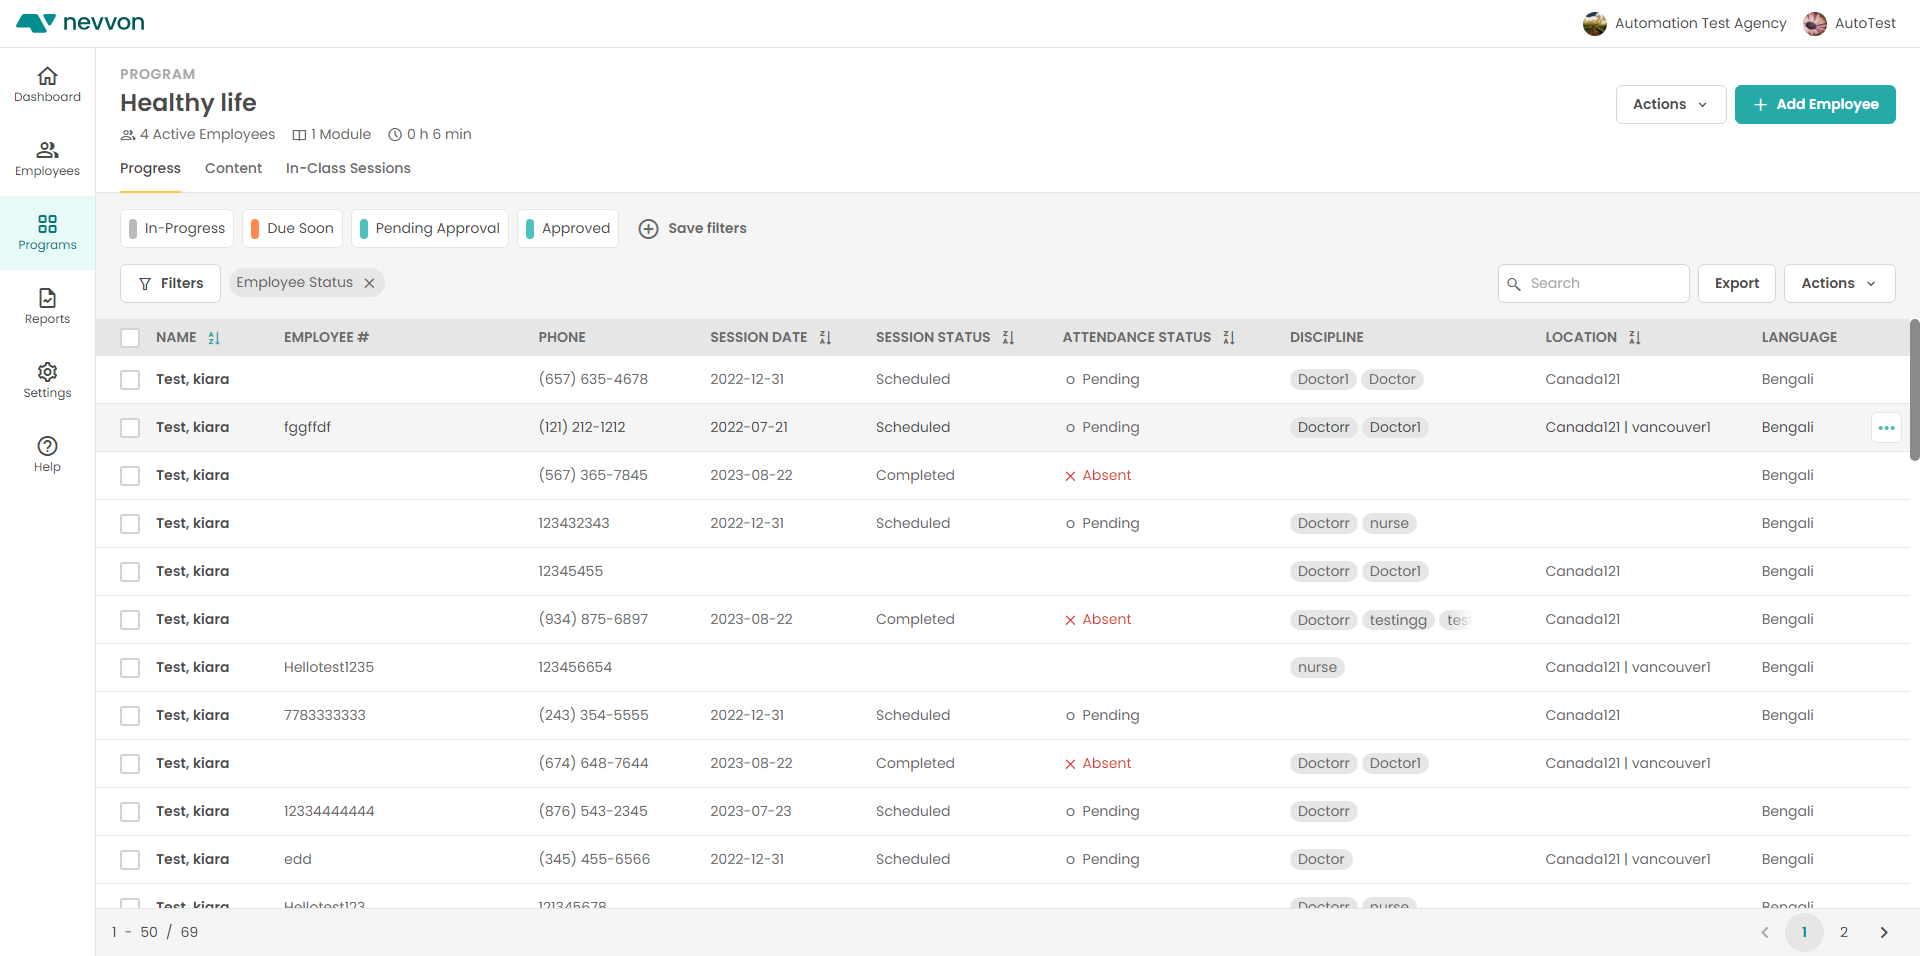 nevvon
Automation Test Agency AutoTest
Dashboard
Employees
Programs
Reports
Settings
Help
PROGRAM
Healthy life
4 Active Employees 1 Module 0 h 6 min
Actions + Add Employee
Progress Content In-Class Sessions
In-Progress Due Soon Pending Approval Approved Save filters
Filters Employee Status Search Export Actions
NAME EMPLOYEE # PHONE SESSION DATE SESSION STATUS ATTENDANCE STATUS DISCIPLINE LOCATION LANGUAGE
Test, kiara (657) 635-4678 2022-12-31 Scheduled Pending Doctor1 Doctor Canada121 Bengali
Test, kiara fggffdf (121) 212-1212 2022-07-21 Scheduled Pending Doctorr Doctor1 Canada121 | vancouver1 Bengali
Test, kiara (567) 365-7845 2023-08-22 Completed Absent Bengali
Test, kiara 123432343 2022-12-31 Scheduled Pending Doctorr nurse Bengali
Test, kiara 12345455 Doctorr Doctor1 Canada121 Bengali
Test, kiara (934) 875-6897 2023-08-22 Completed Absent Doctorr testingg Canada121 Bengali
Test, kiara Hellotest1235 123456654 nurse Canada121 | vancouver1 Bengali
Test, kiara 7783333333 (243) 354-5555 2022-12-31 Scheduled Pending Canada121 Bengali
Test, kiara (674) 648-7644 2023-08-22 Completed Absent Doctorr Doctor1 Canada121 | vancouver1
Test, kiara 12334444444 (876) 543-2345 2023-07-23 Scheduled Pending Doctorr Bengali
Test, kiara edd (345) 455-6566 2022-12-31 Scheduled Pending Doctor Canada121 | vancouver1 Bengali
Test, kiara Hellotest123 121345678 Doctorr nurse Bengali
1 - 50 / 69 < 1 2 >